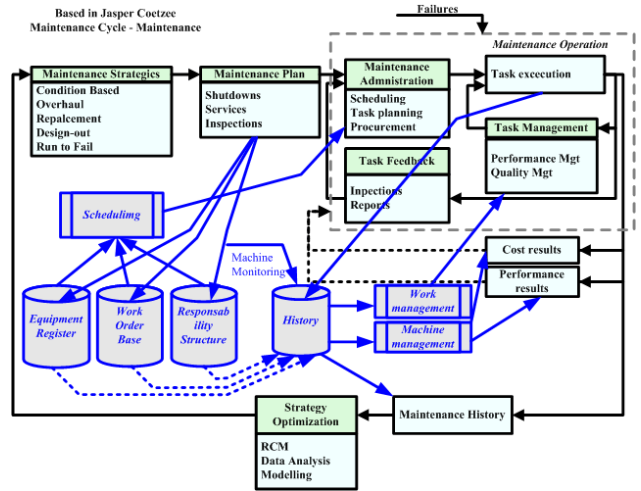 Based in Jasper Coetzee
Maintenance Cycle - Maintenance
Failures
Maintenance Operation
Maintenance Strategics
Condition Based
Overhaul
Repalcement
Design-out
Run to Fail
Maintenance Plan
Shutdowns
Services
Inspections
Maintenance
Admnistration
Scheduling
Task planning
Procurement
Task excecution
Task Management
Performance Mgt
Quality Mgt
Task Feedback
Inpections
Reports
Schedulimg
Machine
Monitoring
Cost results
Performance
results
Equipment
Register
Work
Order
Base
Responsab
ility
Structure
History
Work
management
Machine
management
Strategy
Optimization
RCM
Data Analysis
Modelling
Maintenance History